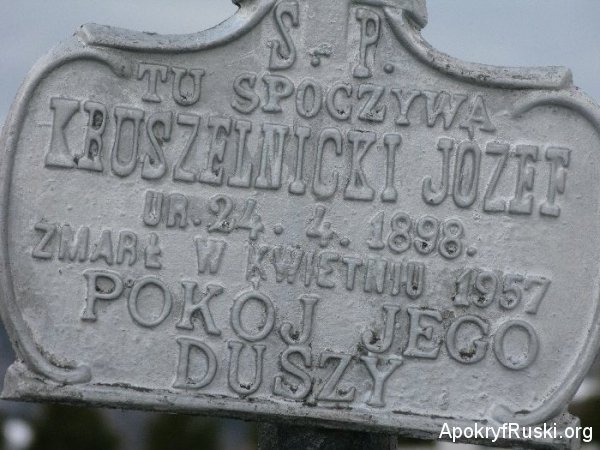 S. P.
TU SPOCZYWA
KRUSZELNICKI JÓZEF
UR. 24. 4. 1898.
ZMARŁ W KWIETNIU 1957
POKÓJ JEGO
DUSZY
ApokryfRuski.org